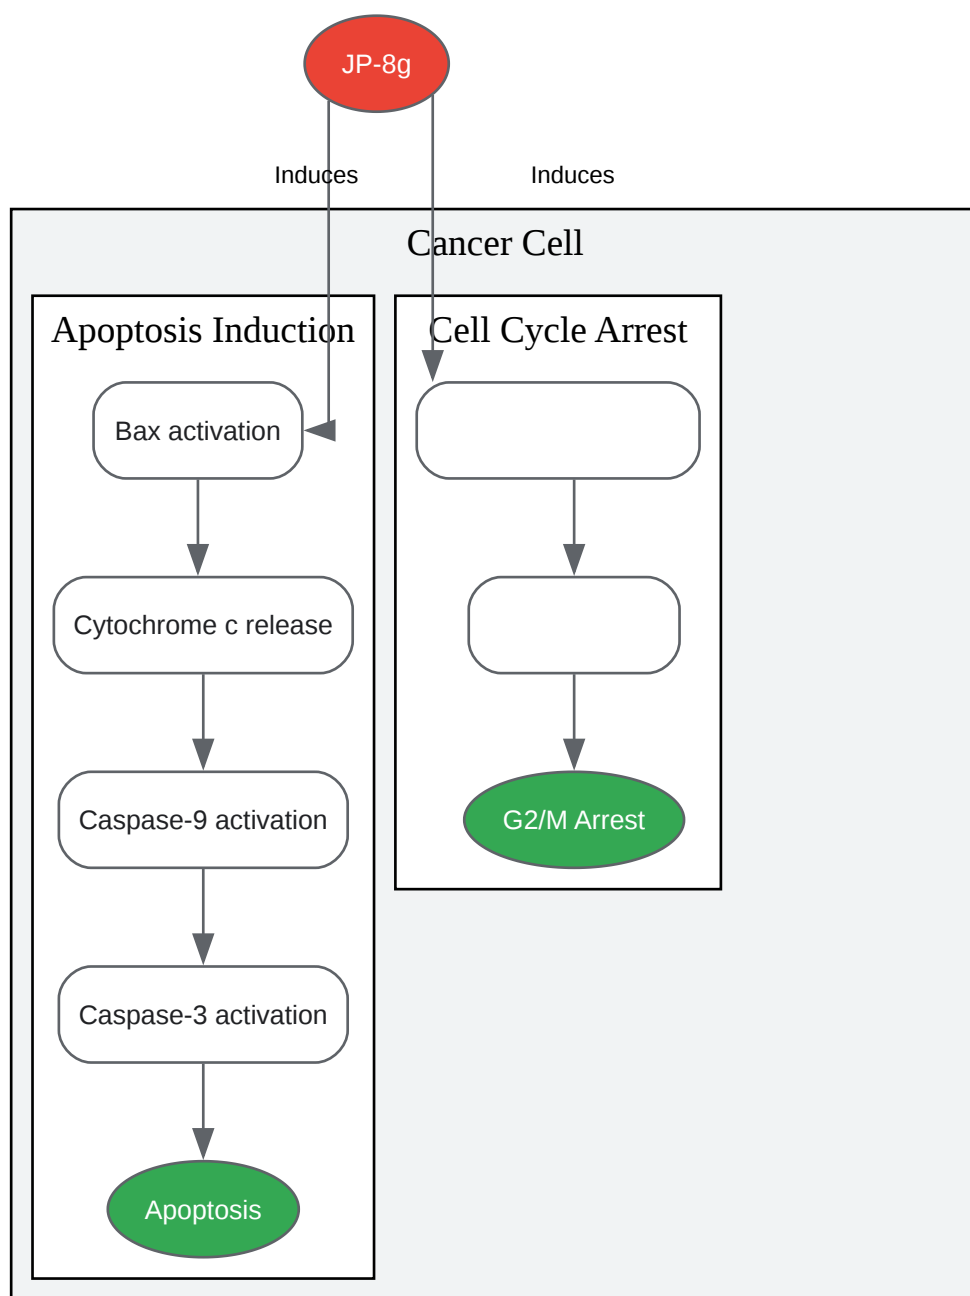 JP-8g
Induces
Induces
Cancer Cell
Apoptosis Induction
Cell Cycle Arrest
Bax activation
Cytochrome c release
Caspase-9 activation
G2/M Arrest
Caspase-3 activation
Apoptosis